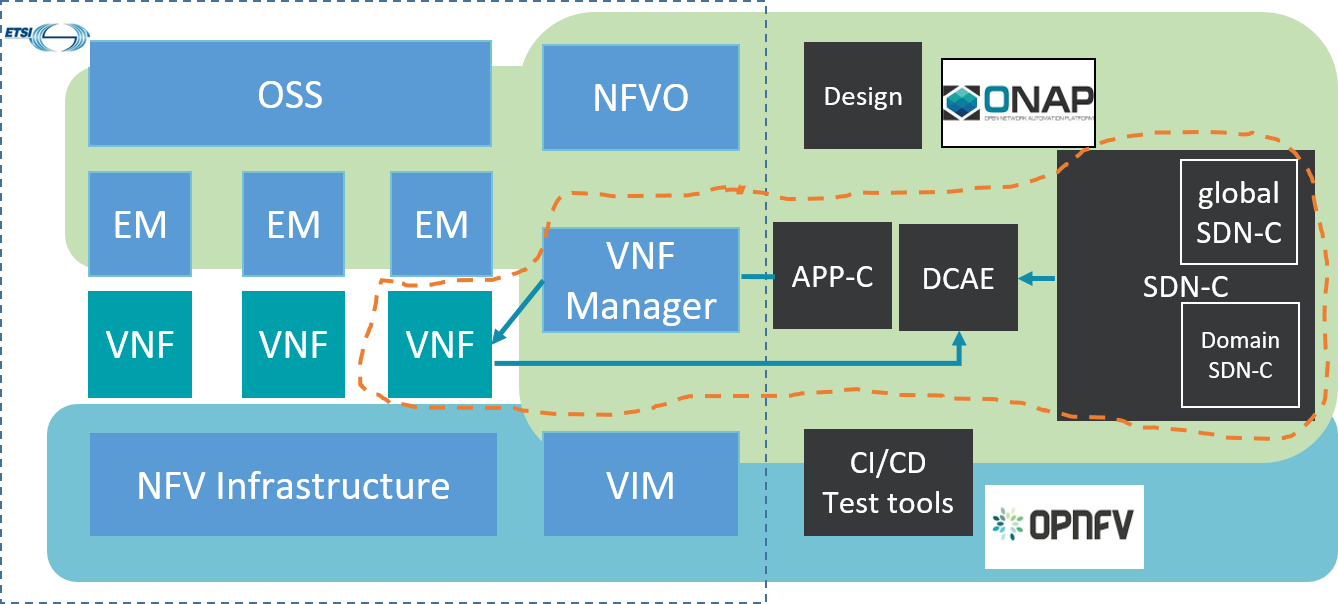 ETSI
OSS
NFVO
Design
ONAP
OPEN NETWORK AUTOMATION PLATFORM
EM
EM
EM
VNF
Manager
APP-C
DCAE
global
SDN-C
SDN-C
Domain
SDN-C
VNF
VNF
VNF
NFV Infrastructure
VIM
CI/CD
Test tools
OPNFV